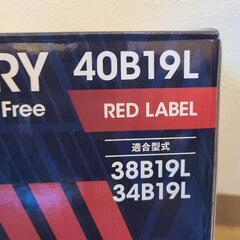 RY 40B19L
Free RED LABEL
適合型式
38B19L
34B19L